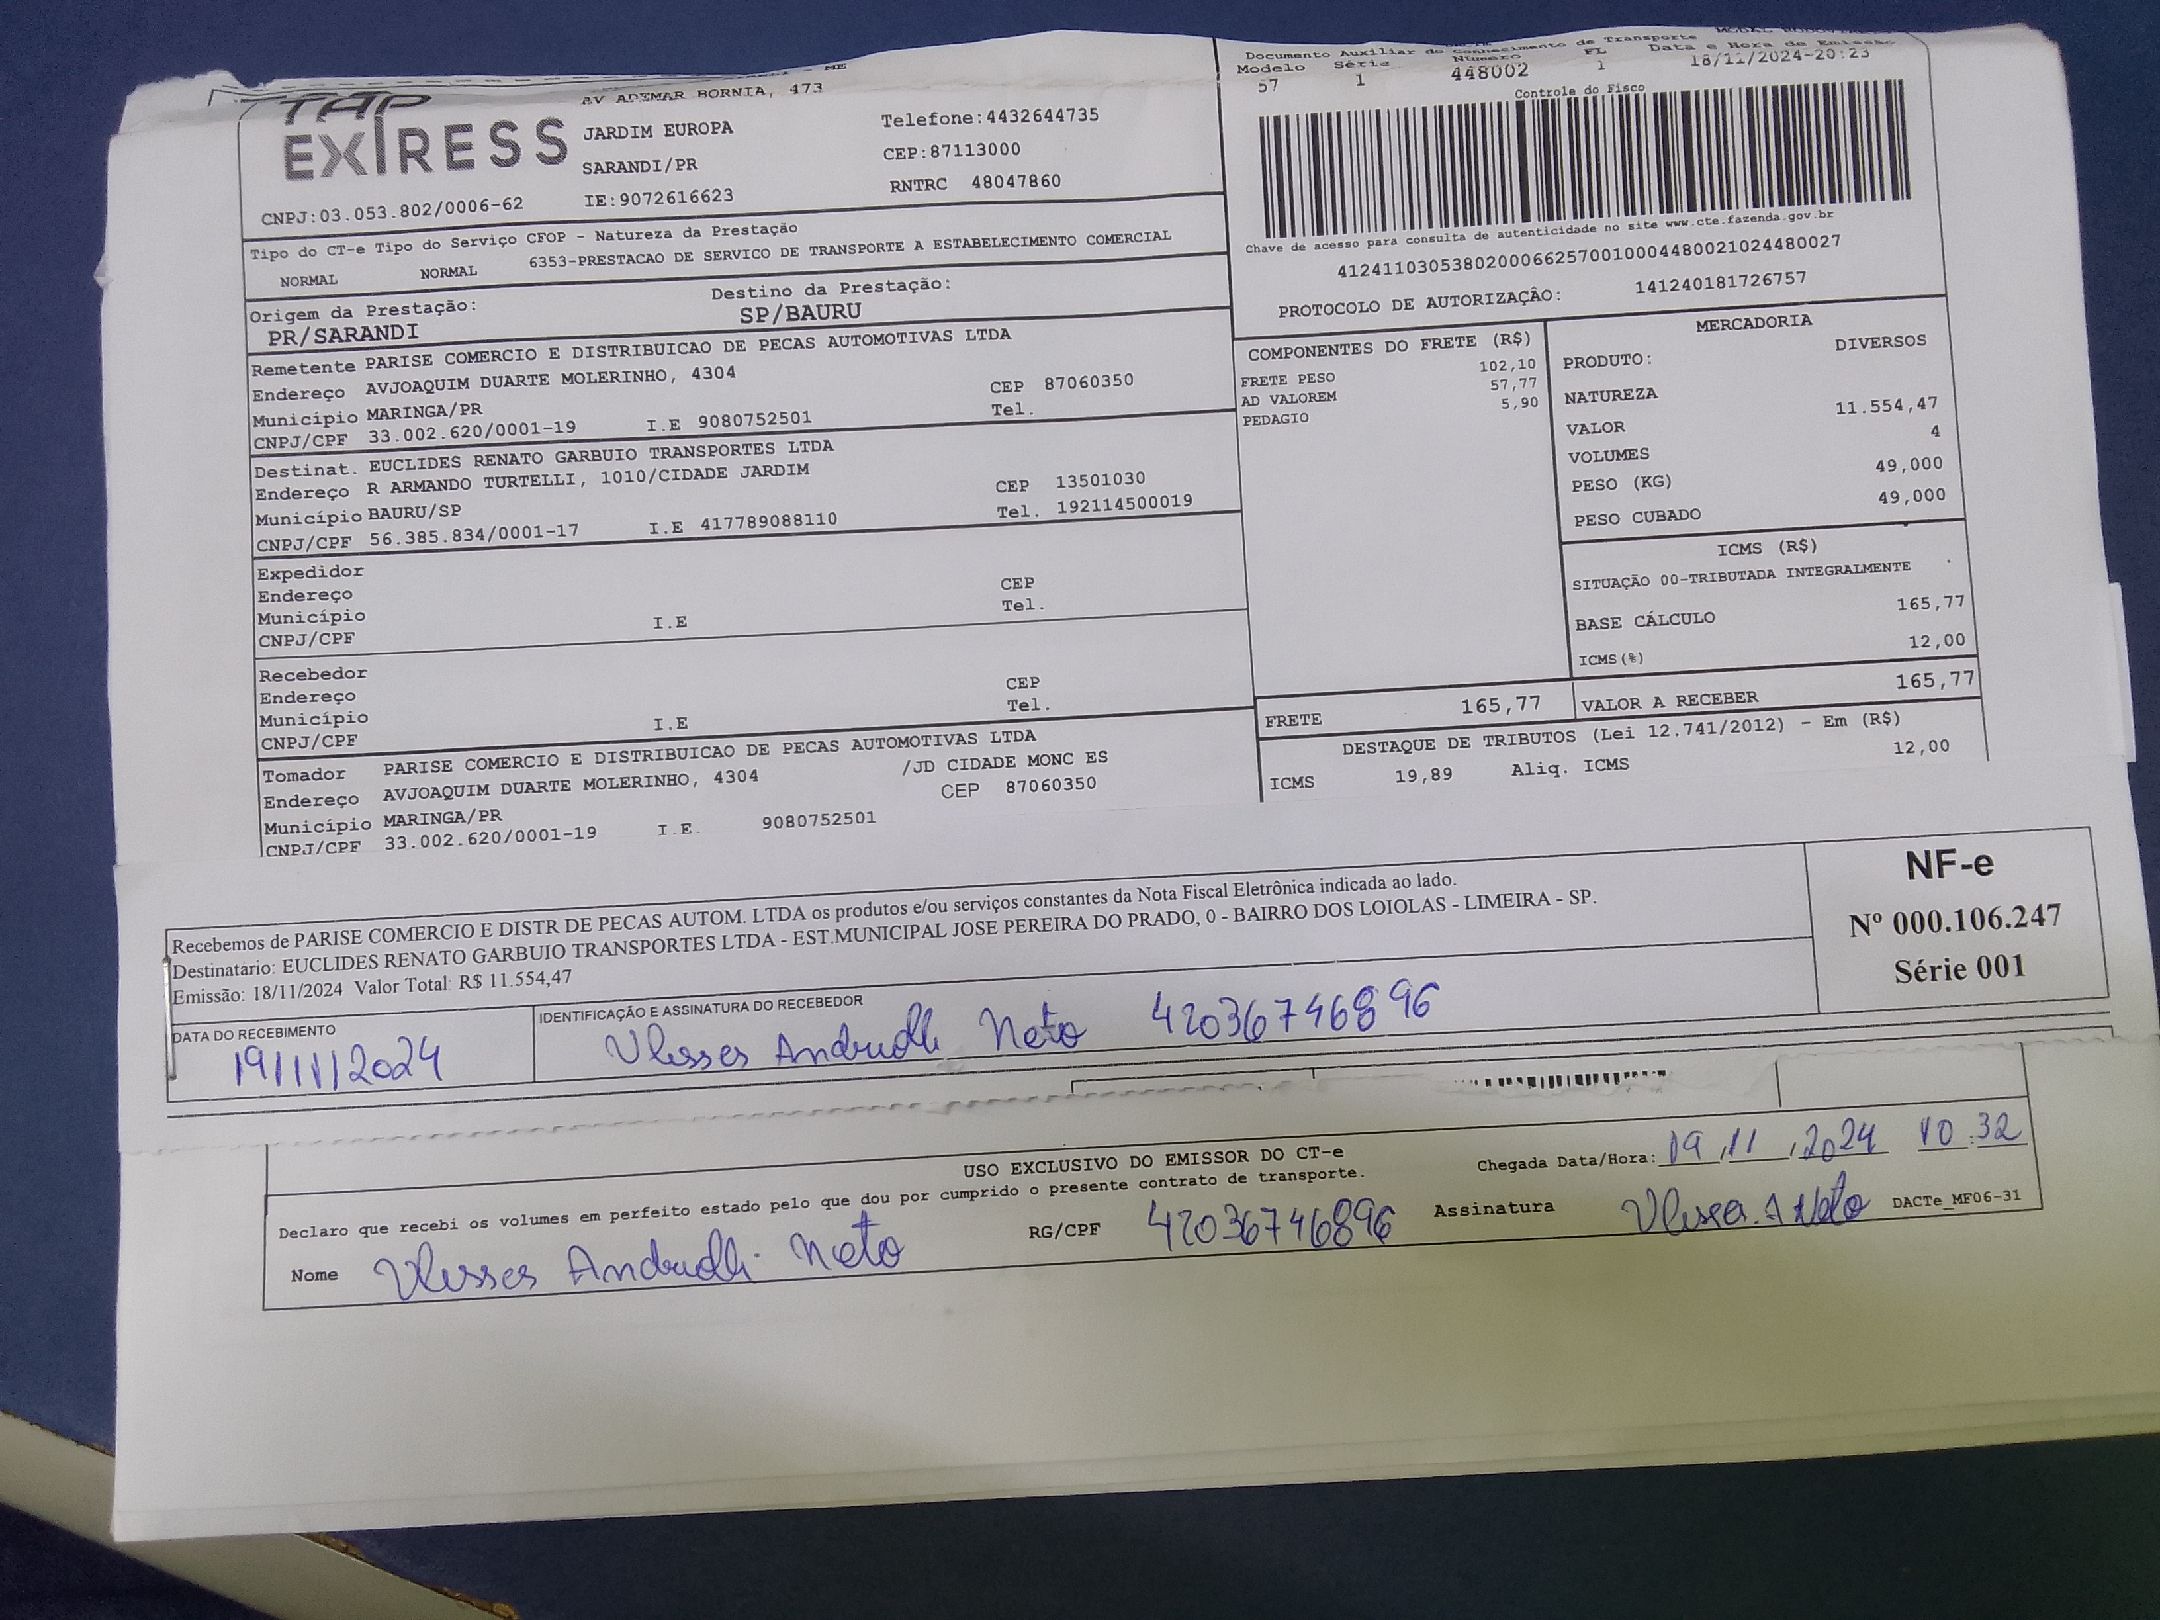 ME
TAP
EXPRESS
AV ADEMAR BORNIA, 473
JARDIM EUROPA
Telefone:4432644735
SARANDI/PR
CEP:87113000
CNPJ:03.053.802/0006-62
IE:9072616623
RNTRC 48047860
Documento Auxiliar do Conhecimento de Transporte
Modelo Série Número FL Data e Hora de Emissão
57 1 448002 1 18/11/2024-20:23
Controle do Fisco
Chave de acesso para consulta de autenticidade no site www.cte.fazenda.gov.br
41241103053802000662570010004480021024480027
PROTOCOLO DE AUTORIZAÇÃO: 141240181726757
Tipo do CT-e Tipo do Serviço CFOP - Natureza da Prestação
NORMAL NORMAL 6353-PRESTACAO DE SERVICO DE TRANSPORTE A ESTABELECIMENTO COMERCIAL
Origem da Prestação: Destino da Prestação:
PR/SARANDI SP/BAURU
Remetente PARISE COMERCIO E DISTRIBUICAO DE PECAS AUTOMOTIVAS LTDA
Endereço AVJOAQUIM DUARTE MOLERINHO, 4304
Município MARINGA/PR CEP 87060350
CNPJ/CPF 33.002.620/0001-19 I.E 9080752501 Tel.
Destinat. EUCLIDES RENATO GARBUIO TRANSPORTES LTDA
Endereço R ARMANDO TURTELLI, 1010/CIDADE JARDIM
Município BAURU/SP CEP 13501030
CNPJ/CPF 56.385.834/0001-17 I.E 417789088110 Tel. 192114500019
Expedidor
Endereço
Município CEP
CNPJ/CPF I.E Tel.
Recebedor
Endereço
Município CEP
CNPJ/CPF I.E Tel.
Tomador PARISE COMERCIO E DISTRIBUICAO DE PECAS AUTOMOTIVAS LTDA
Endereço AVJOAQUIM DUARTE MOLERINHO, 4304 /JD CIDADE MONC ES
Município MARINGA/PR CEP 87060350
CNPJ/CPF 33.002.620/0001-19 I.E. 9080752501
COMPONENTES DO FRETE (R$)
FRETE PESO 102,10
AD VALOREM 57,77
PEDAGIO 5,90
MERCADORIA
PRODUTO: DIVERSOS
NATUREZA
VALOR 11.554,47
VOLUMES 4
PESO (KG) 49,000
PESO CUBADO 49,000
ICMS (R$)
SITUAÇÃO 00-TRIBUTADA INTEGRALMENTE
BASE CÁLCULO 165,77
ICMS(%) 12,00
FRETE 165,77 VALOR A RECEBER 165,77
DESTAQUE DE TRIBUTOS (Lei 12.741/2012) - Em (R$)
ICMS 19,89 Aliq. ICMS 12,00
Recebemos de PARISE COMERCIO E DISTR DE PECAS AUTOM. LTDA os produtos e/ou serviços constantes da Nota Fiscal Eletrônica indicada ao lado.
Destinatário: EUCLIDES RENATO GARBUIO TRANSPORTES LTDA - EST.MUNICIPAL JOSE PEREIRA DO PRADO, 0 - BAIRRO DOS LOIOLAS - LIMEIRA - SP.
Emissão: 18/11/2024 Valor Total: R$ 11.554,47
DATA DO RECEBIMENTO
19/11/2024
IDENTIFICAÇÃO E ASSINATURA DO RECEBEDOR
Ulisses Andrudli Neto 42036746896
NF-e
Nº 000.106.247
Série 001
USO EXCLUSIVO DO EMISSOR DO CT-e
Chegada Data/Hora: 19,11,2024 10:32
Declaro que recebi os volumes em perfeito estado pelo que dou por cumprido o presente contrato de transporte.
Nome Ulisses Andrudli Neto RG/CPF 42036746896 Assinatura Ulisses A Neto DACTe_MF06-31